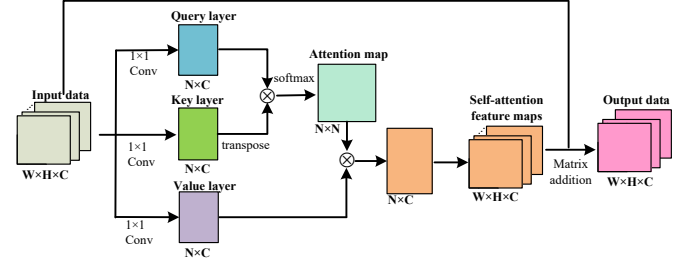 Query layer
1×1
Conv
N×C
Attention map
softmax
N×N
Input data
W×H×C
Key layer
1×1
Conv
N×C
transpose
Value layer
1×1
Conv
N×C
N×C
Self-attention
feature maps
W×H×C
Matrix
addition
Output data
W×H×C